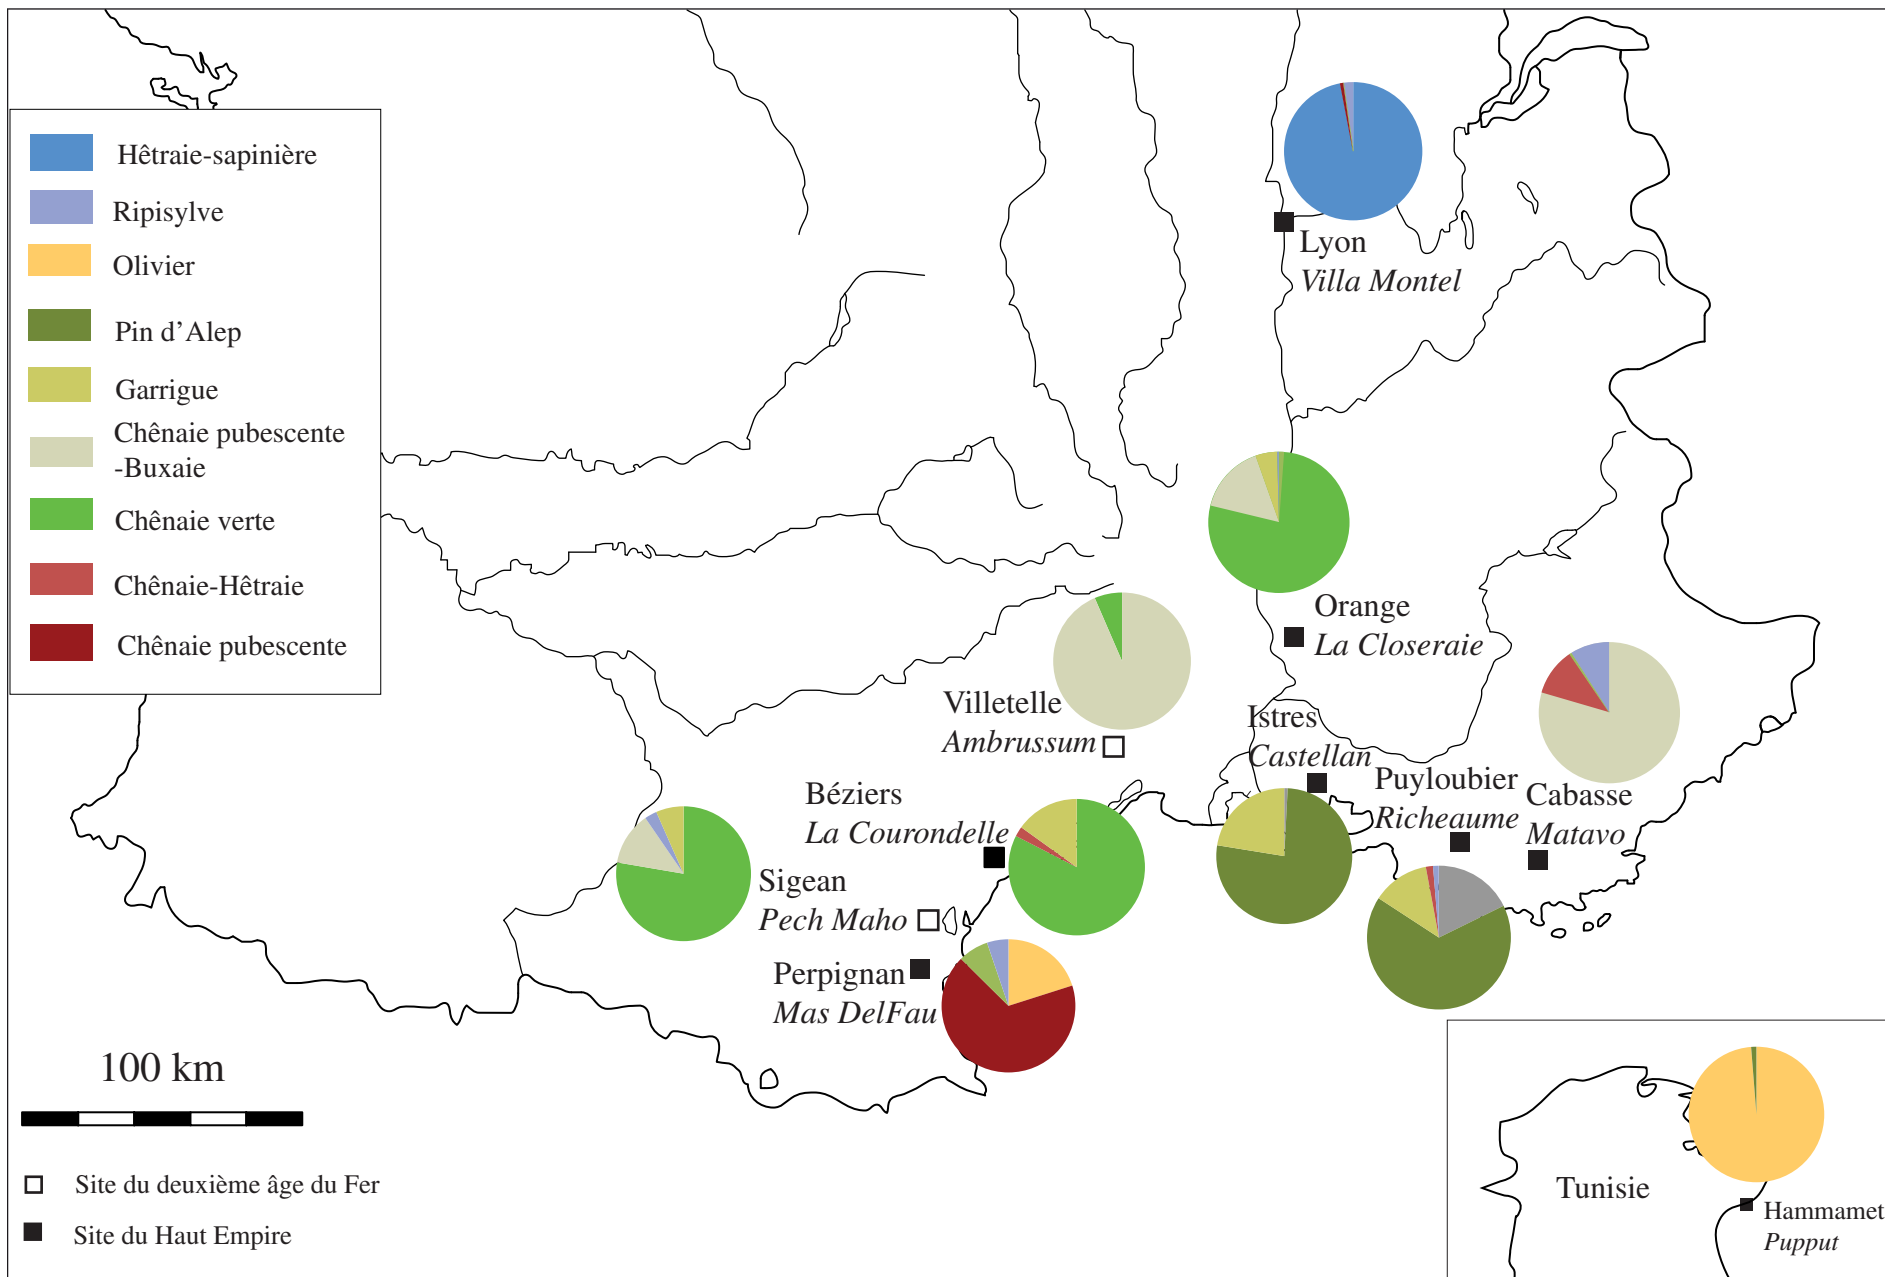 Hêtraie-sapinière
Ripisylve
Olivier
Pin d'Alep
Garrigue
Chênaie pubescente
-Buxaie
Chênaie verte
Chênaie-Hêtraie
Chênaie pubescente
Lyon
Villa Montel
Orange
La Closeraie
Villetelle
Ambrussum
Istres
Castellan
Puyloubier
Richeaume
Cabasse
Matavo
Béziers
La Courondelle
Sigean
Pech Maho
Perpignan
Mas DelFau
100 km
Site du deuxième âge du Fer
Site du Haut Empire
Tunisie
Hammamet
Pupput